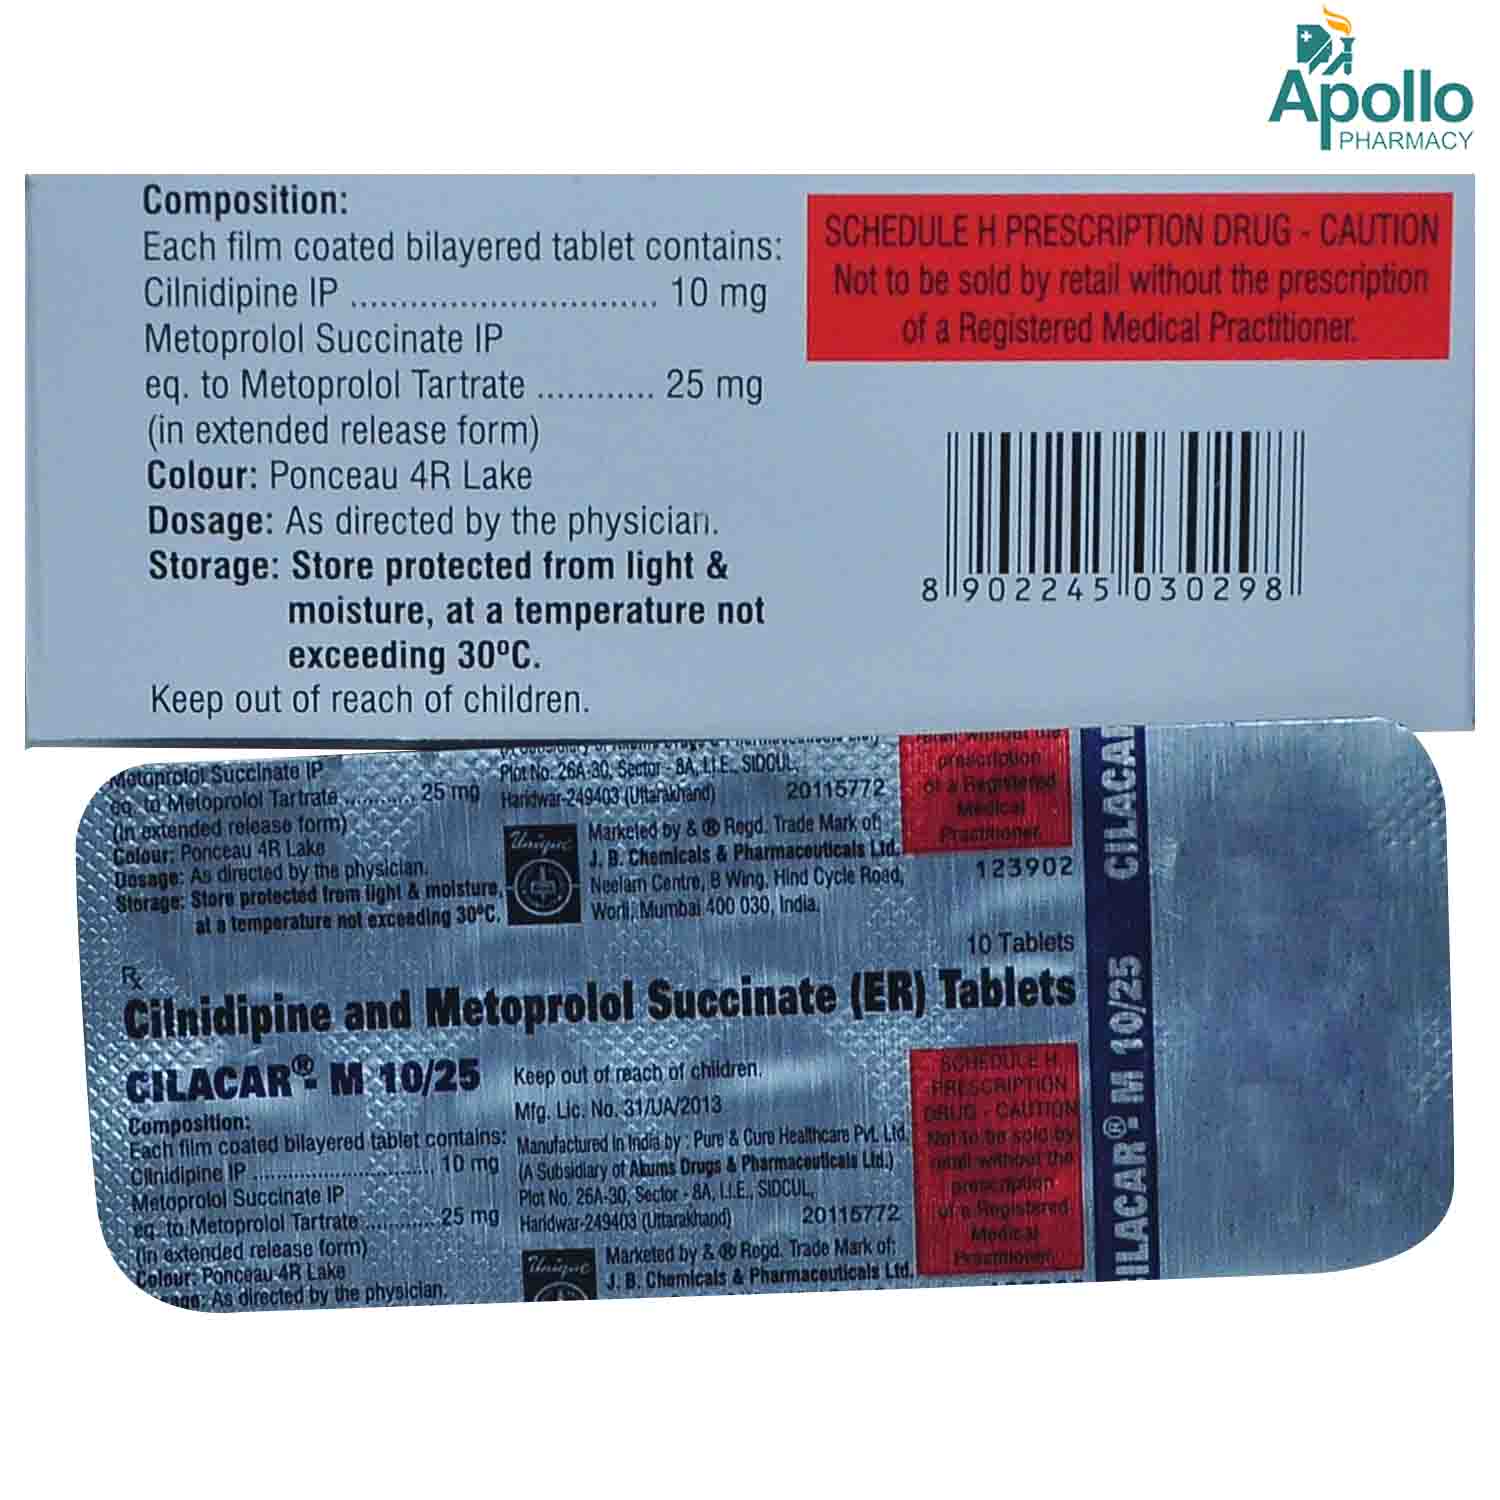 Apollo
PHARMACY
Composition:
Each film coated bilayered tablet contains:
Cilnidipine IP ............................... 10 mg
Metoprolol Succinate IP
eq. to Metoprolol Tartrate ............ 25 mg
(in extended release form)
Colour: Ponceau 4R Lake
Dosage: As directed by the physician.
Storage: Store protected from light &
moisture, at a temperature not
exceeding 30°C.
Keep out of reach of children.
SCHEDULE H PRESCRIPTION DRUG - CAUTION
Not to be sold by retail without the prescription
of a Registered Medical Practitioner.
8 902245 030298
Metoprolol Succinate IP
eq. to Metoprolol Tartrate ........... 25 mg
(in extended release form)
Colour: Ponceau 4R Lake
Dosage: As directed by the physician.
Storage: Store protected from light & moisture,
at a temperature not exceeding 30°C.
Plot No. 26A-30, Sector - 8A, I.I.E., SIDCUL,
Haridwar-249403 (Uttarakhand) 20115772
Unique
Marketed by & ® Regd. Trade Mark of:
J. B. Chemicals & Pharmaceuticals Ltd.
Neelam Centre, B Wing, Hind Cycle Road,
Worli, Mumbai 400 030, India.
retail without the
prescription
of a Registered
Medical
Practitioner.
123902
10 Tablets
Rx
Cilnidipine and Metoprolol Succinate (ER) Tablets
CILACAR® - M 10/25
Composition:
Each film coated bilayered tablet contains:
Cilnidipine IP ............................ 10 mg
Metoprolol Succinate IP
eq. to Metoprolol Tartrate ............ 25 mg
(in extended release form)
Colour: Ponceau 4R Lake
As directed by the physician.
Keep out of reach of children.
Mfg. Lic. No. 31/UA/2013
Manufactured in India by : Pure & Cure Healthcare Pvt. Ltd.
(A Subsidiary of Akums Drugs & Pharmaceuticals Ltd.)
Plot No. 26A-30, Sector - 8A, I.I.E., SIDCUL,
Haridwar-249403 (Uttarakhand) 20115772
Unique
Marketed by & ® Regd. Trade Mark of:
J. B. Chemicals & Pharmaceuticals Ltd.
SCHEDULE H
PRESCRIPTION
DRUG - CAUTION
Not to be sold by
retail without the
prescription
of a Registered
Medical
Practitioner.
CILACAR® - M 10/25 CILACA